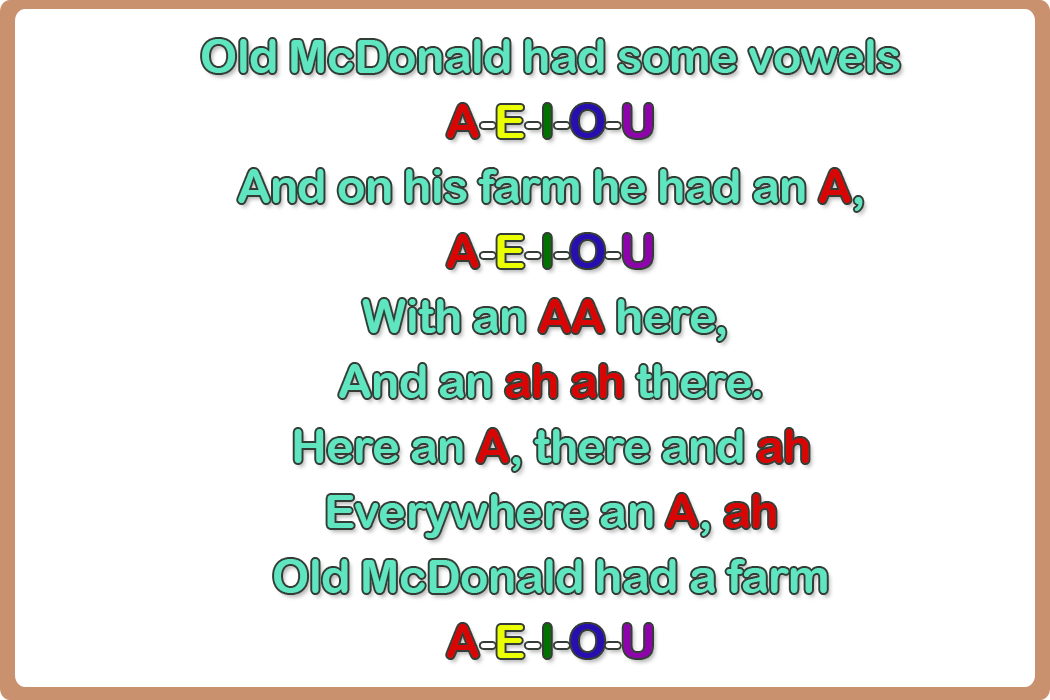 Old McDonald had some vowels
A-E-I-O-U
And on his farm he had an A,
A-E-I-O-U
With an AA here,
And an ah ah there.
Here an A, there and ah
Everywhere an A, ah
Old McDonald had a farm
A-E-I-O-U